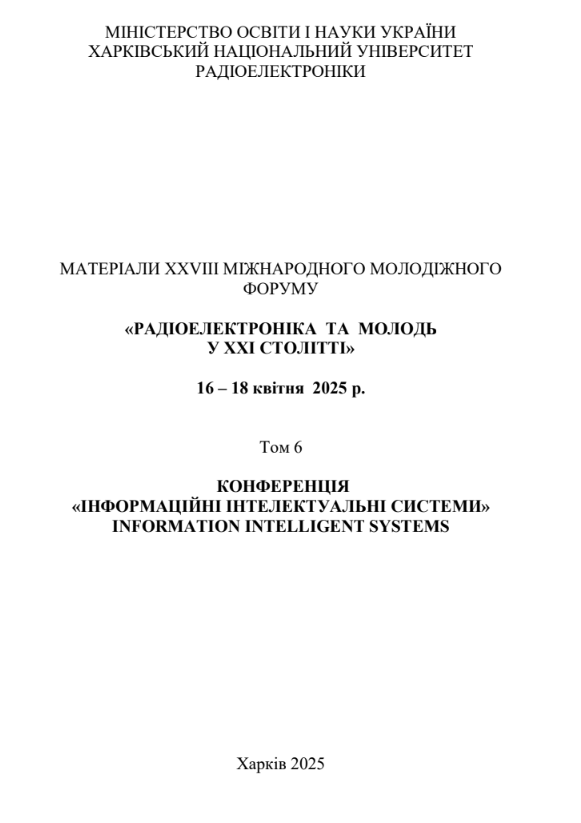 МІНІСТЕРСТВО ОСВІТИ І НАУКИ УКРАЇНИ
ХАРКІВСЬКИЙ НАЦІОНАЛЬНИЙ УНІВЕРСИТЕТ
РАДІОЕЛЕКТРОНІКИ
МАТЕРІАЛИ XXVIII МІЖНАРОДНОГО МОЛОДІЖНОГО
ФОРУМУ
«РАДІОЕЛЕКТРОНІКА ТА МОЛОДЬ
У XXI СТОЛІТТІ»
16 – 18 квітня 2025 р.
Том 6
КОНФЕРЕНЦІЯ
«ІНФОРМАЦІЙНІ ІНТЕЛЕКТУАЛЬНІ СИСТЕМИ»
INFORMATION INTELLIGENT SYSTEMS
Харків 2025